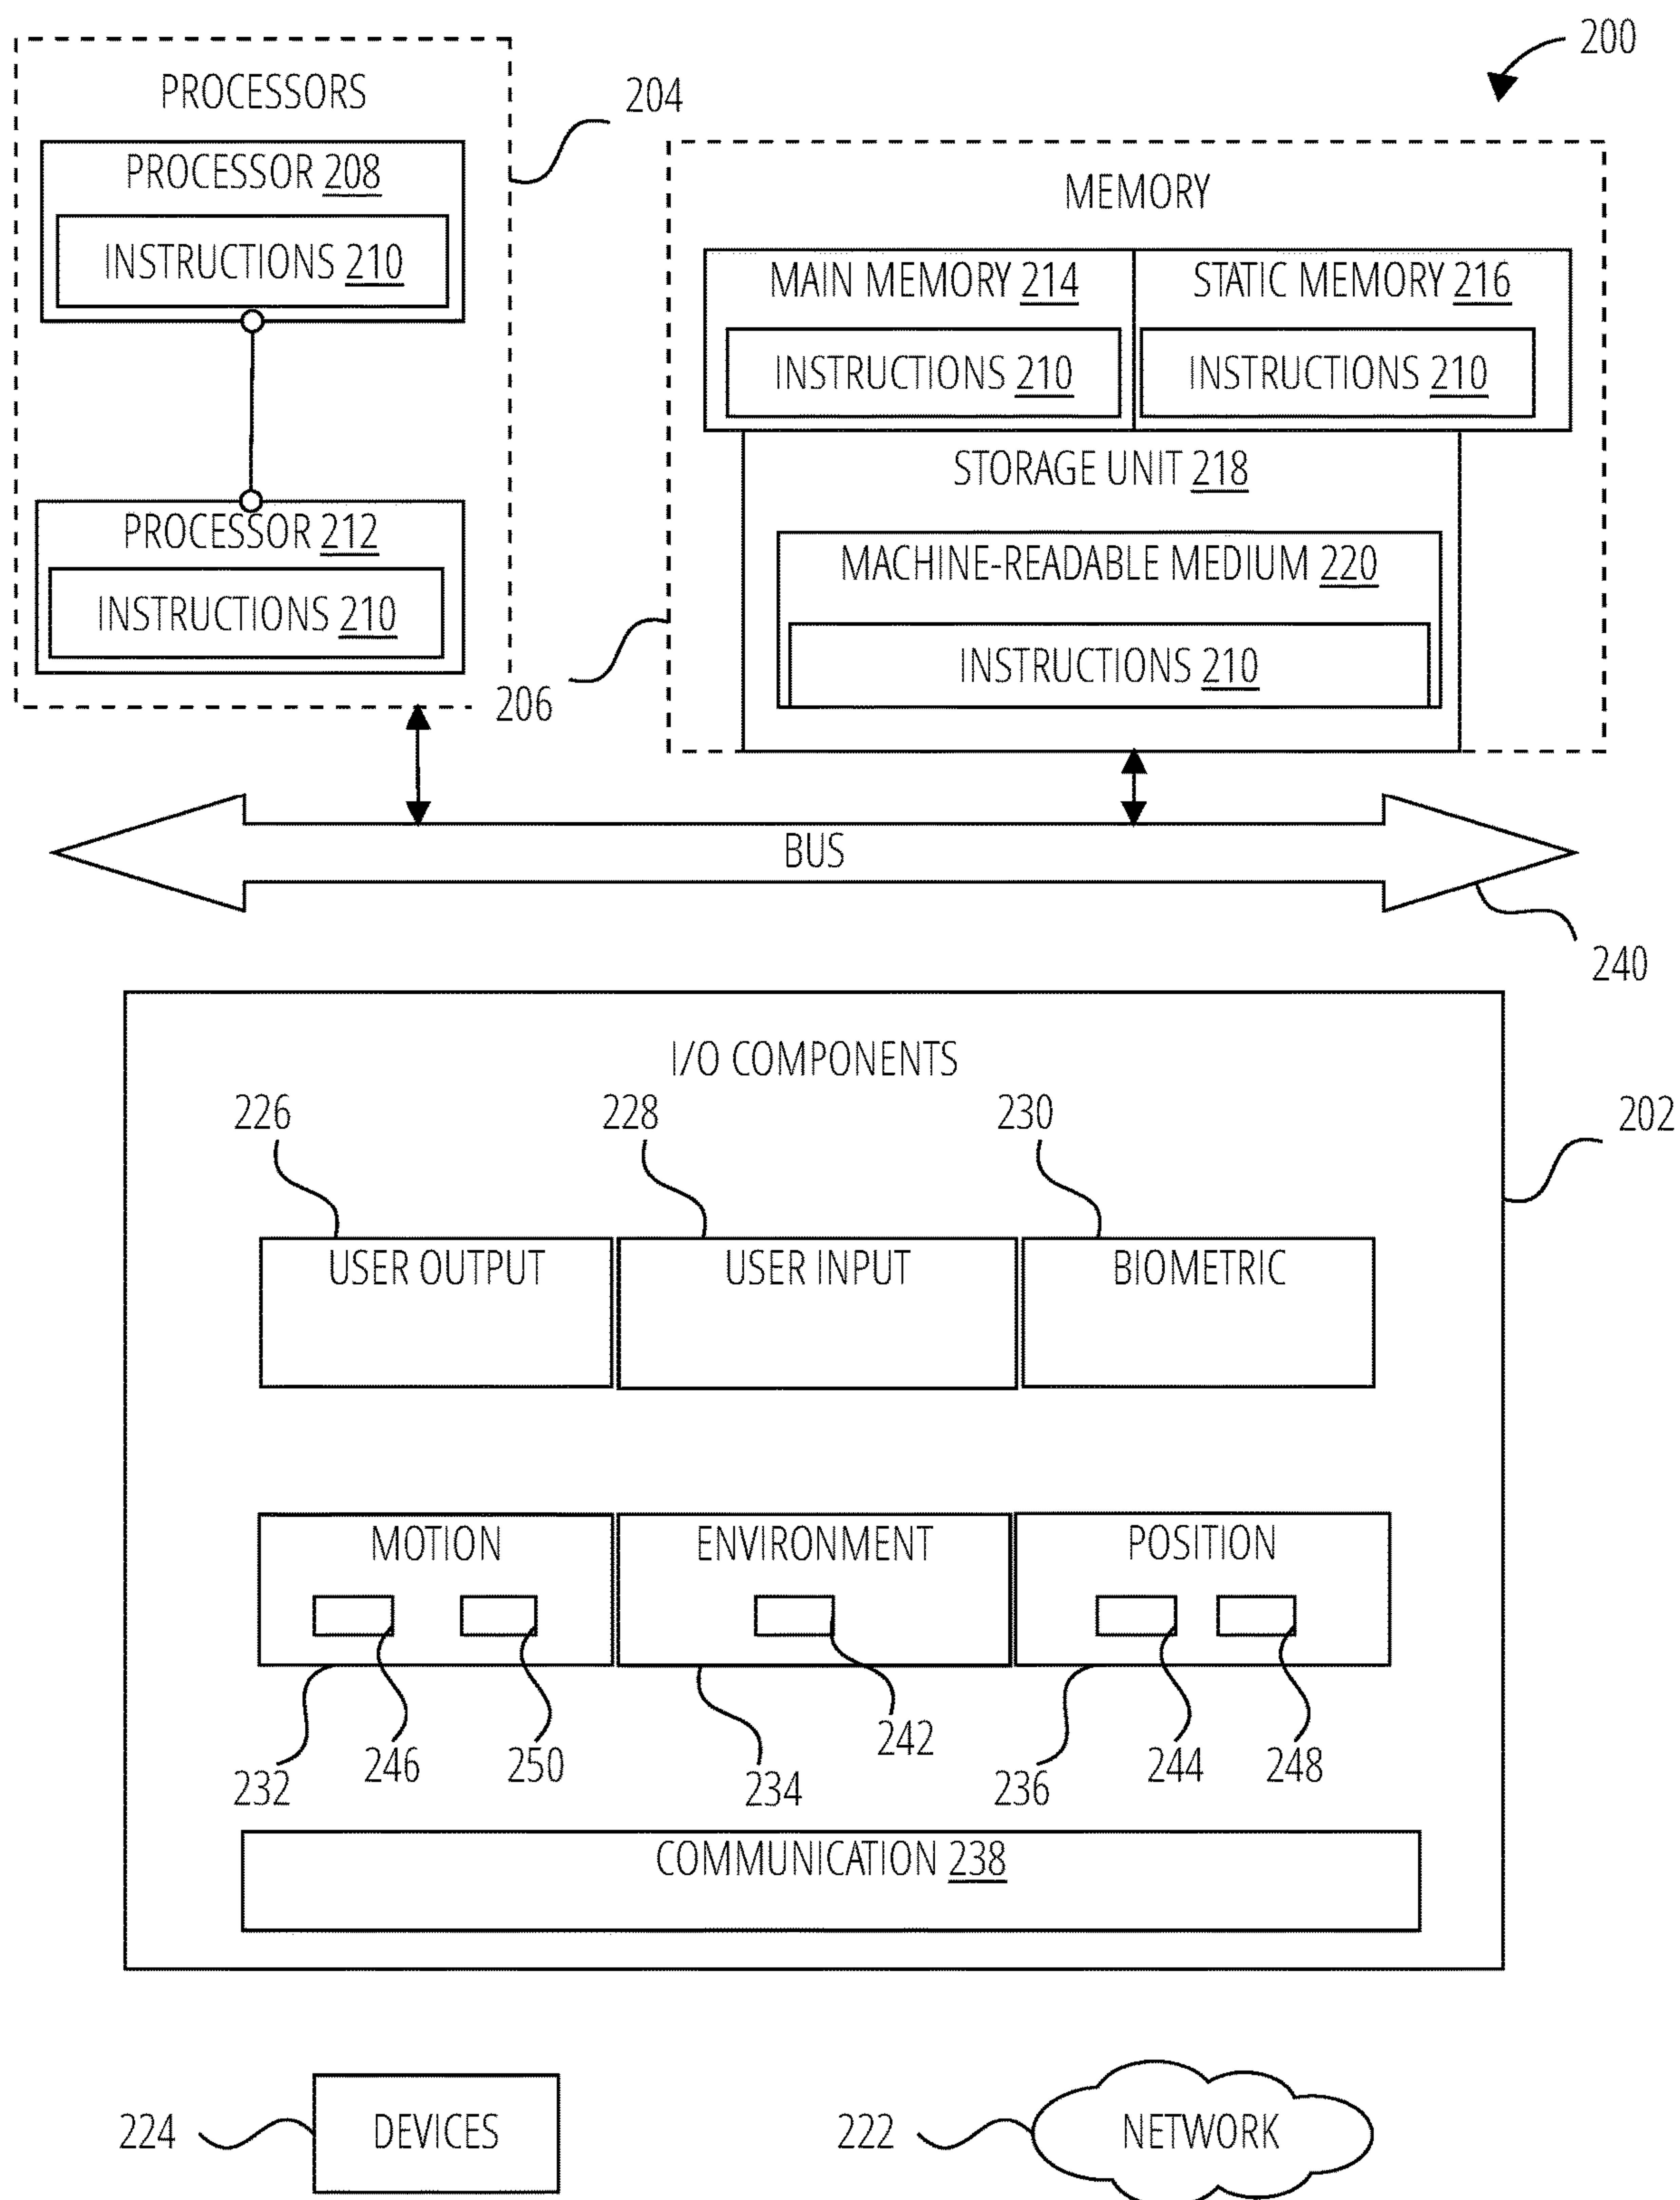 200
PROCESSORS
204
PROCESSOR 208
INSTRUCTIONS 210
PROCESSOR 212
INSTRUCTIONS 210
206
MEMORY
MAIN MEMORY 214
INSTRUCTIONS 210
STATIC MEMORY 216
INSTRUCTIONS 210
STORAGE UNIT 218
MACHINE-READABLE MEDIUM 220
INSTRUCTIONS 210
BUS
240
I/O COMPONENTS
202
226
228
230
USER OUTPUT
USER INPUT
BIOMETRIC
MOTION
ENVIRONMENT
POSITION
232
246
250
234
242
236
244
248
COMMUNICATION 238
224
DEVICES
222
NETWORK